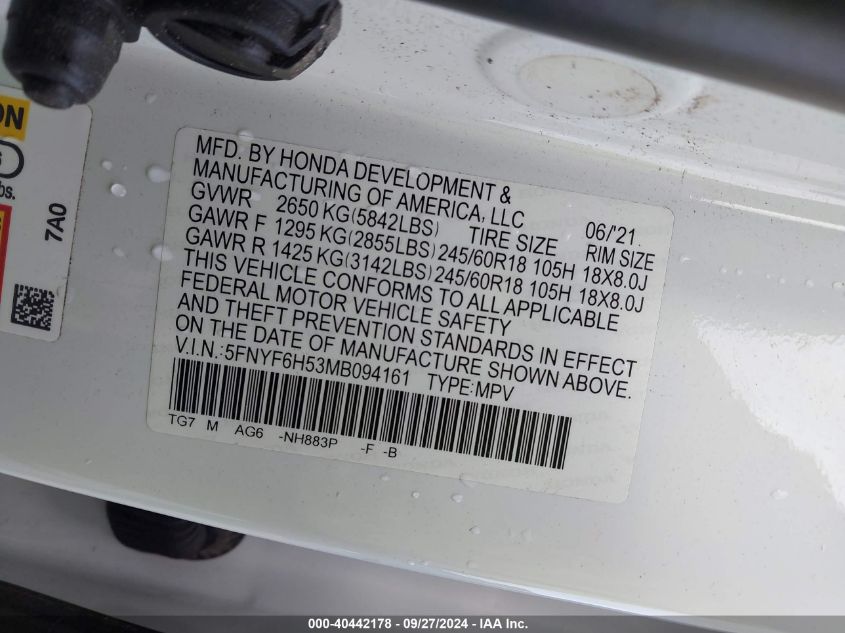 ON
bs.
7A0
MFD. BY HONDA DEVELOPMENT &
MANUFACTURING OF AMERICA, LLC 06/'21
GVWR 2650 KG(5842LBS) TIRE SIZE RIM SIZE
GAWR F 1295 KG(2855LBS) 245/60R18 105H 18X8.0J
GAWR R 1425 KG(3142LBS) 245/60R18 105H 18X8.0J
THIS VEHICLE CONFORMS TO ALL APPLICABLE
FEDERAL MOTOR VEHICLE SAFETY
AND THEFT PREVENTION STANDARDS IN EFFECT
ON THE DATE OF MANUFACTURE SHOWN ABOVE.
V.I.N.:5FNYF6H53MB094161 TYPE:MPV
TG7 M AG6 -NH883P -F -B
000-40442178 - 09/27/2024 - IAA Inc.